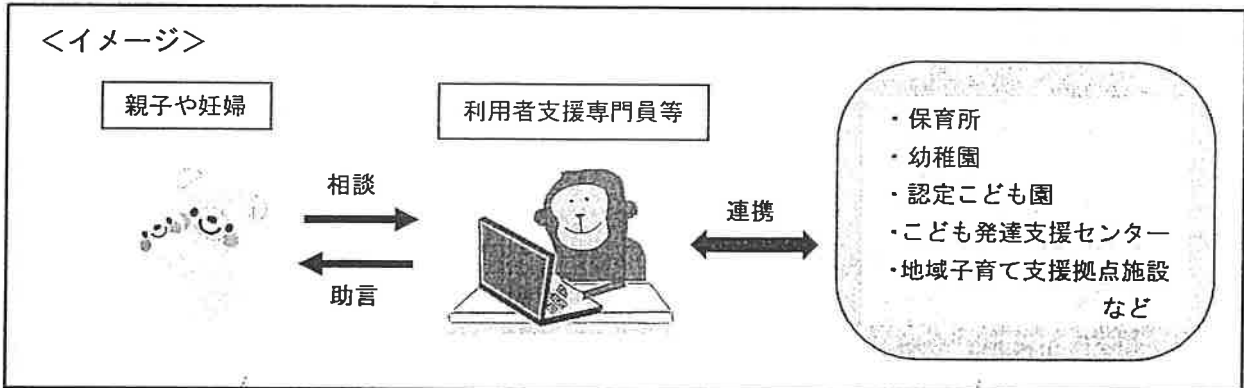 ＜イメージ＞
親子や妊婦
利用者支援専門員等
相談
助言
連携
・保育所
・幼稚園
・認定こども園
・こども発達支援センター
・地域子育て支援拠点施設
など